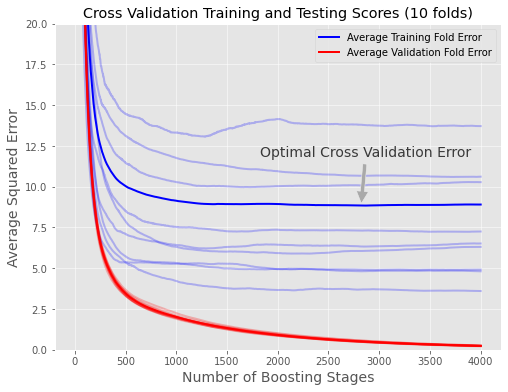 Cross Validation Training and Testing Scores (10 folds)
Average Squared Error
20.0
17.5
15.0
12.5
10.0
7.5
5.0
2.5
0.0
Average Training Fold Error
Average Validation Fold Error
Optimal Cross Validation Error
0 500 1000 1500 2000 2500 3000 3500 4000
Number of Boosting Stages